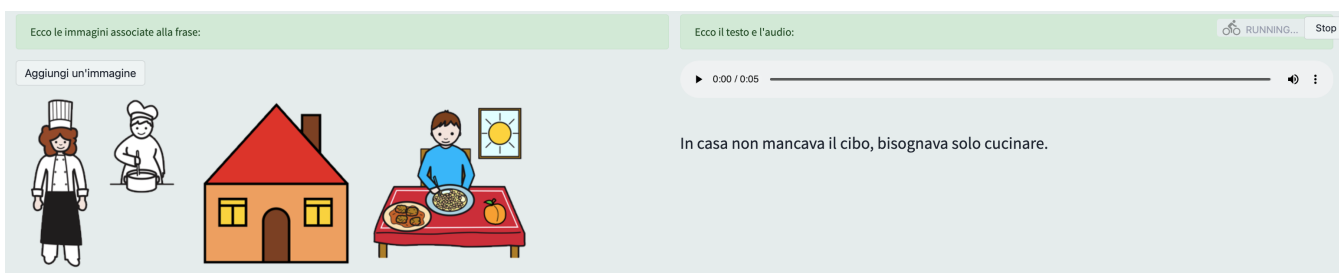 Ecco le immagini associate alla frase:
Aggiungi un'immagine
Ecco il testo e l'audio:
RUNNING...
Stop
0:00 / 0:05
In casa non mancava il cibo, bisognava solo cucinare.